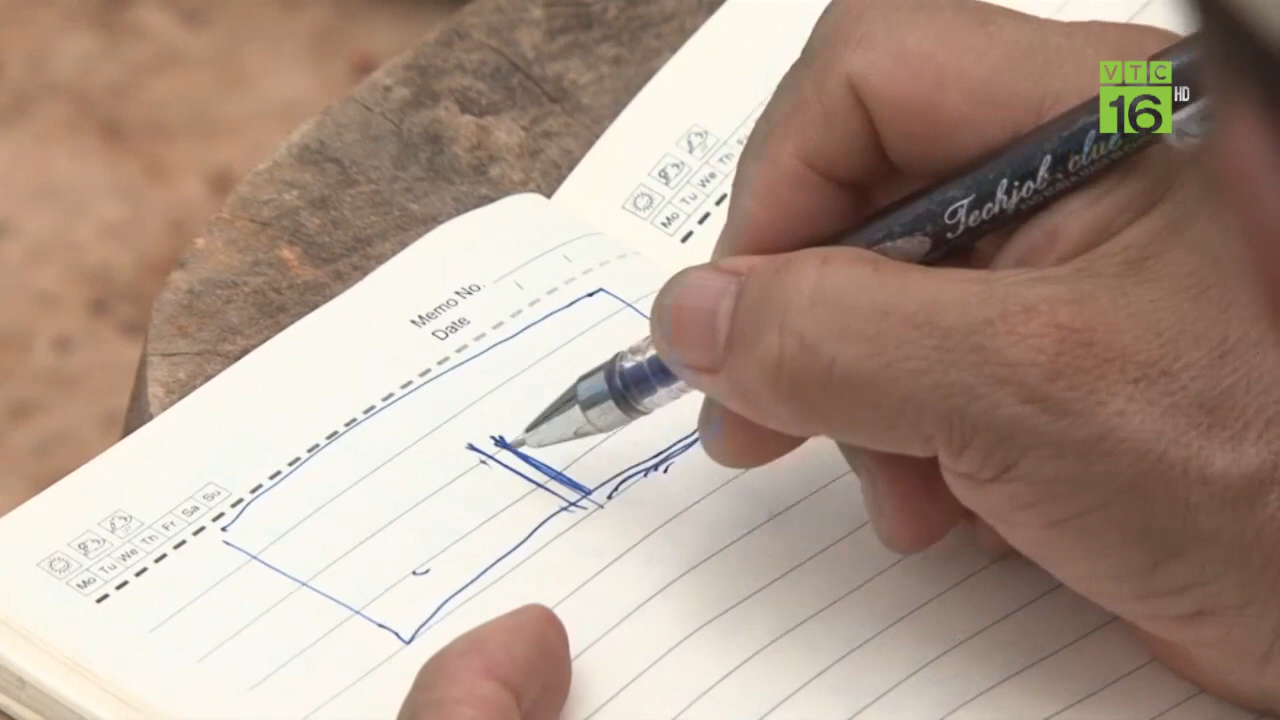 VTC
16 HD
Mo Tu We Th
Techjob club
Memo No.
Date
Mo Tu We Th Fr Sa Su